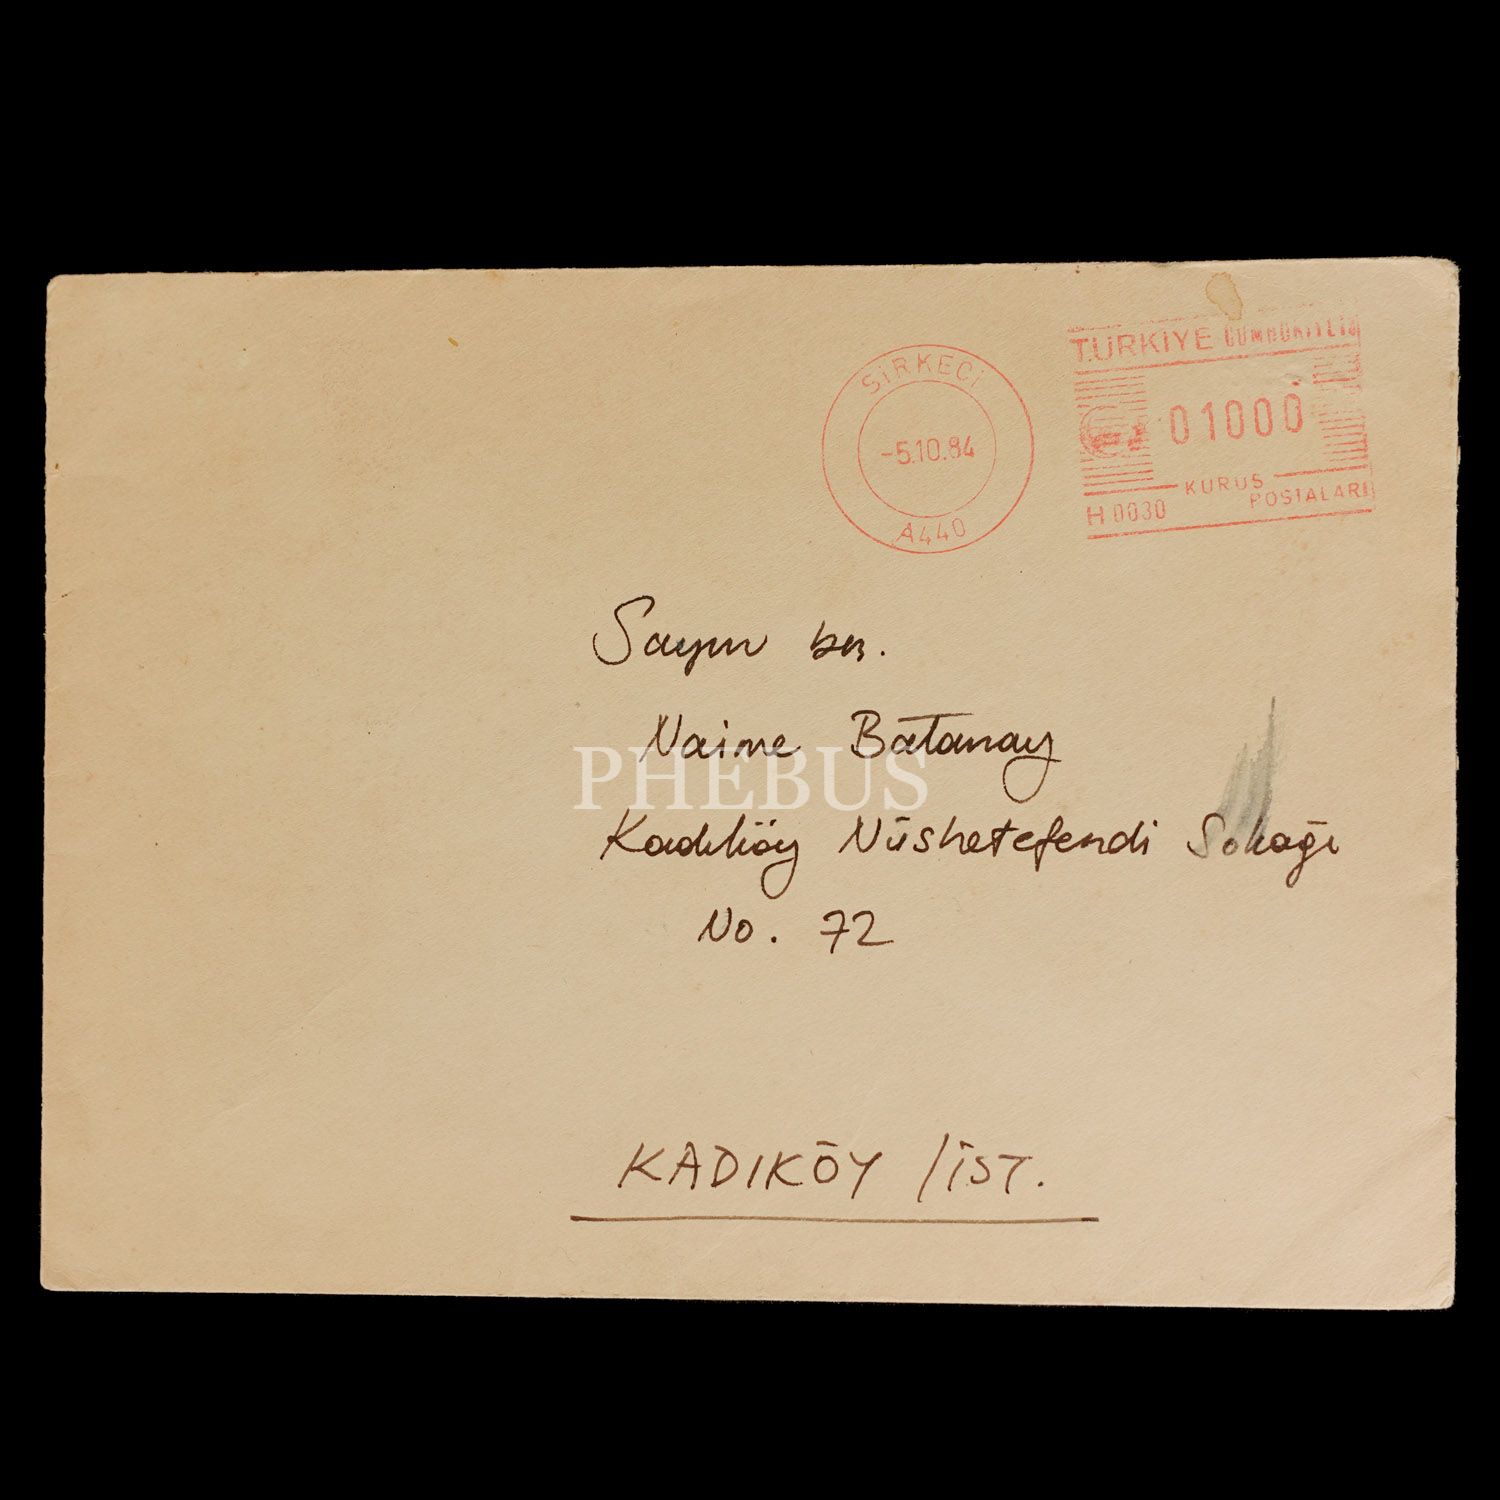 SİRKECİ
-5.10.84
A440
TÜRKİYE CUMHURİYETİ
01000
KURUŞ
H 0030 POSTALARI
Sayın bn.
Naime Batanay
PHEBUS
Kadıköy Nüshetefendi Sokağı
No. 72
KADIKÖY / İST.